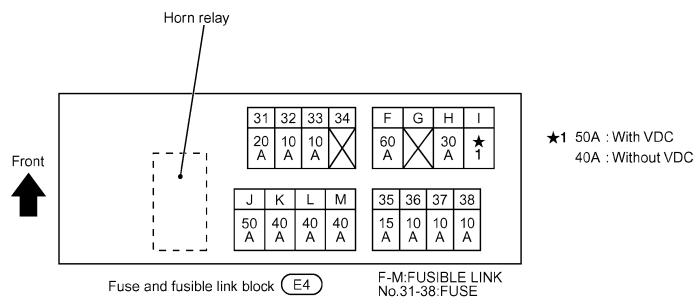 Horn relay
31 32 33 34 F G H I
20 A 10 A 10 A 60 A 30 A ★1
★1 50A : With VDC
40A : Without VDC
Front
J K L M 35 36 37 38
50 A 40 A 40 A 40 A 15 A 10 A 10 A 10 A
Fuse and fusible link block E4
F-M:FUSIBLE LINK
No.31-38:FUSE